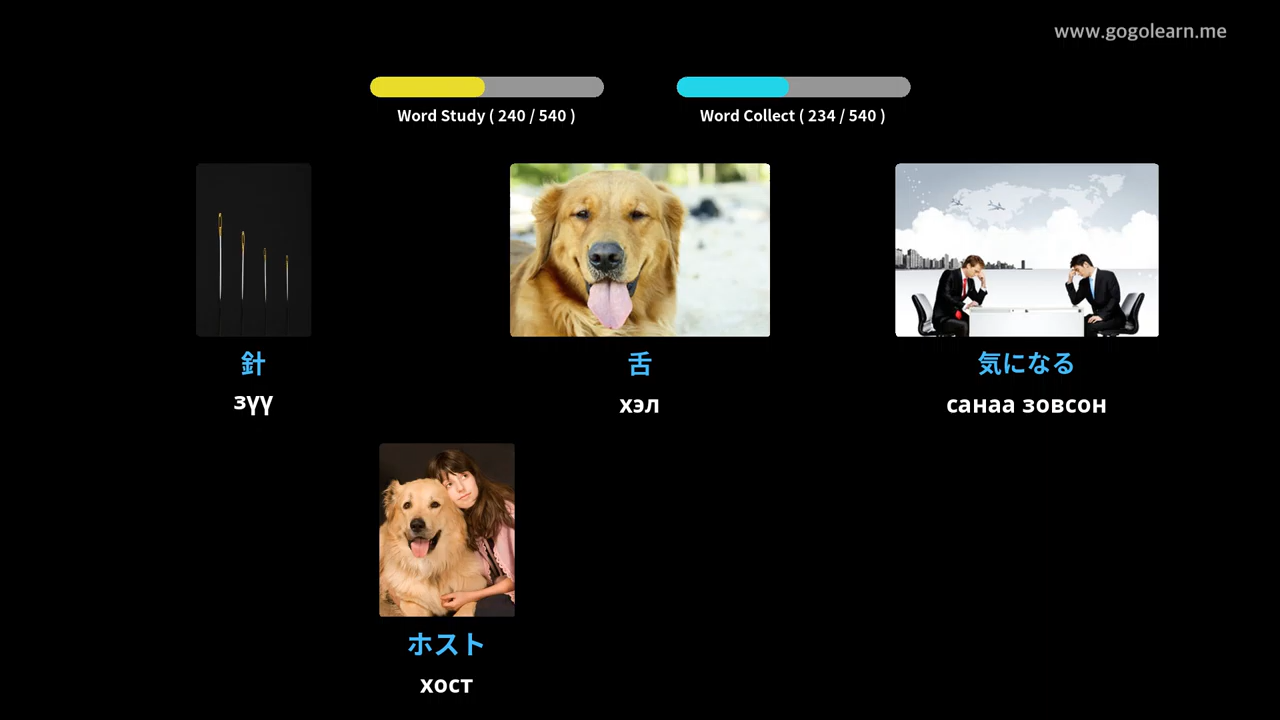 www.gogolearn.me
Word Study ( 240 / 540 )
Word Collect ( 234 / 540 )
針
зүү
舌
хэл
気になる
санаа зовсон
ホスト
хост